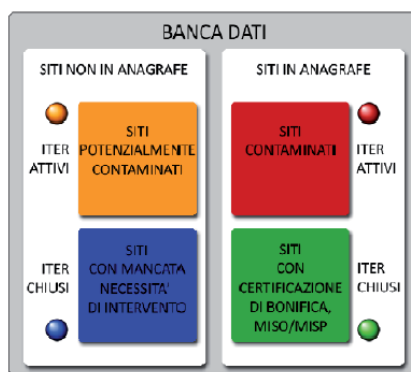 BANCA DATI
SITI NON IN ANAGRAFE
SITI IN ANAGRAFE
ITER
ATTIVI
SITI
POTENZIALMENTE
CONTAMINATI
SITI
CONTAMINATI
ITER
ATTIVI
ITER
CHIUSI
SITI
CON MANCATA
NECESSITA'
DI INTERVENTO
SITI
CON
CERTIFICAZIONE
DI BONIFICA,
MISO/MISP
ITER
CHIUSI